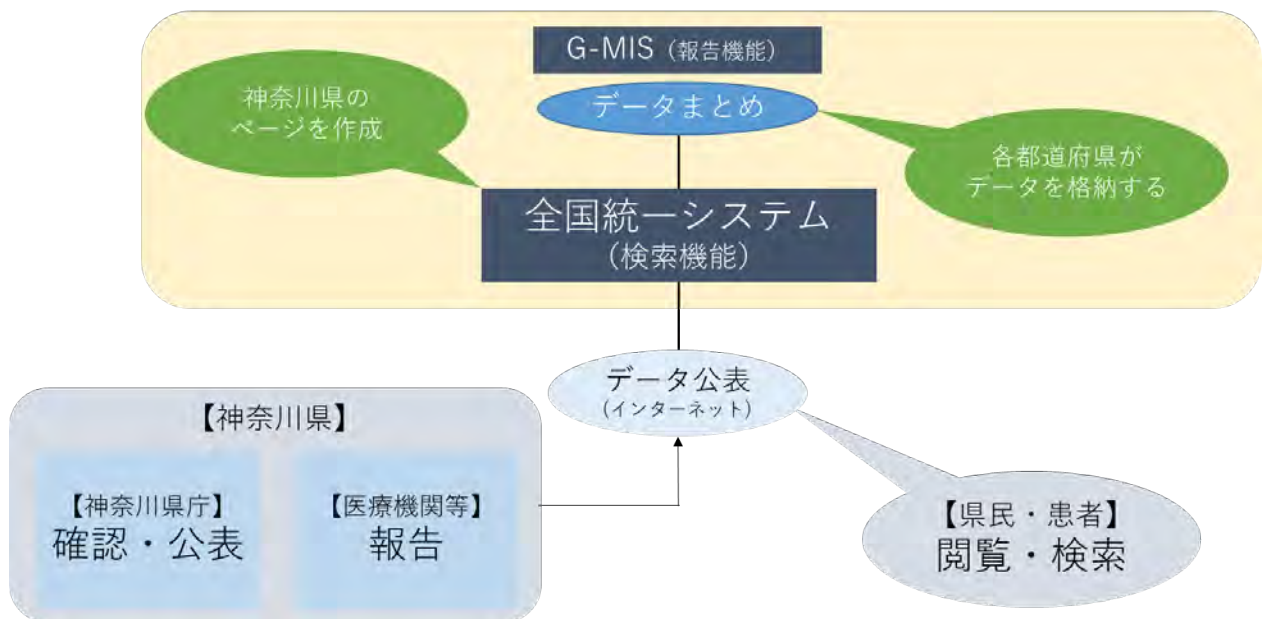 G-MIS（報告機能）
データまとめ
神奈川県の
ページを作成
各都道府県が
データを格納する
全国統一システム
（検索機能）
データ公表
(インターネット)
【神奈川県】
【神奈川県庁】
確認・公表
【医療機関等】
報告
【県民・患者】
閲覧・検索